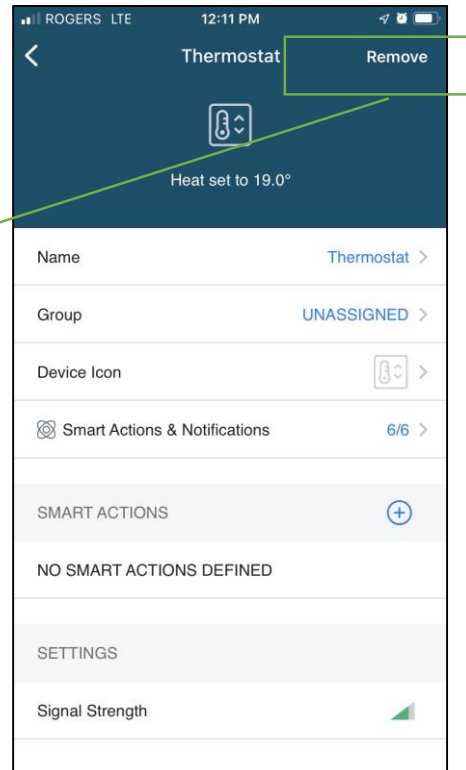 ROGERS LTE 12:11 PM
Thermostat Remove
Heat set to 19.0°
Name Thermostat
Group UNASSIGNED
Device Icon
Smart Actions & Notifications 6/6
SMART ACTIONS
NO SMART ACTIONS DEFINED
SETTINGS
Signal Strength